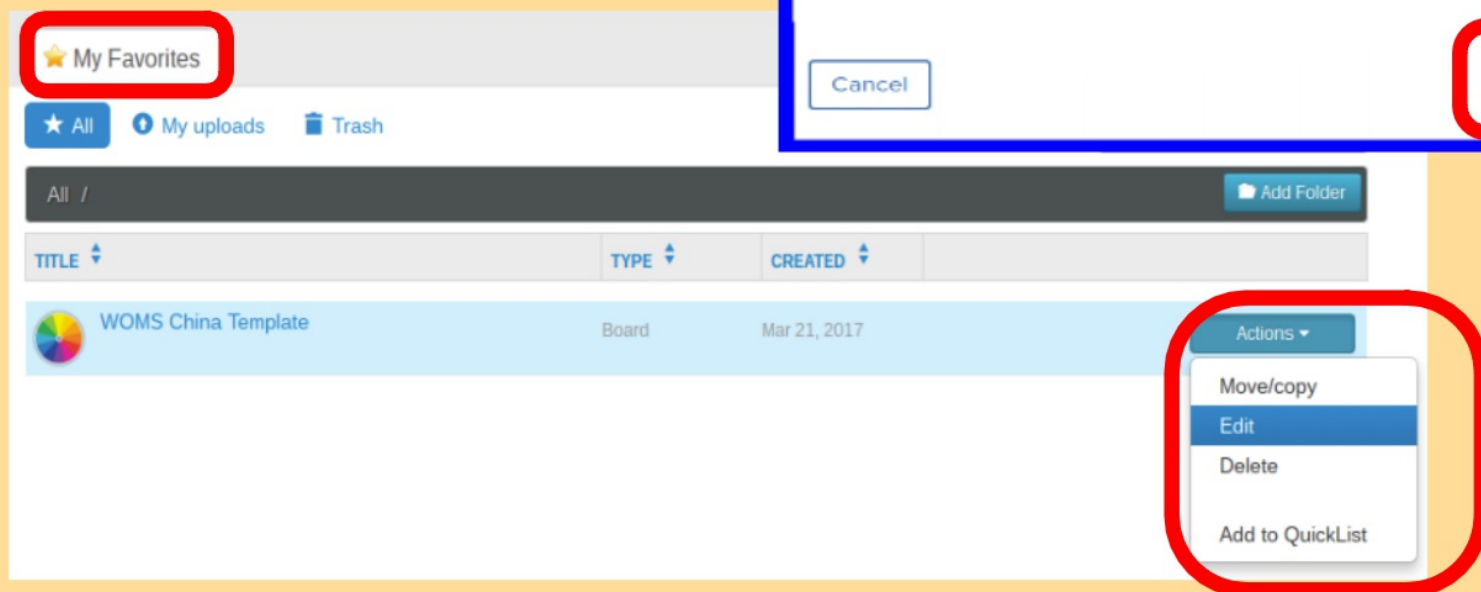 My Favorites
Cancel
All My uploads Trash
All / Add Folder
TITLE TYPE CREATED
WOMS China Template Board Mar 21, 2017 Actions
Move/copy
Edit
Delete
Add to QuickList